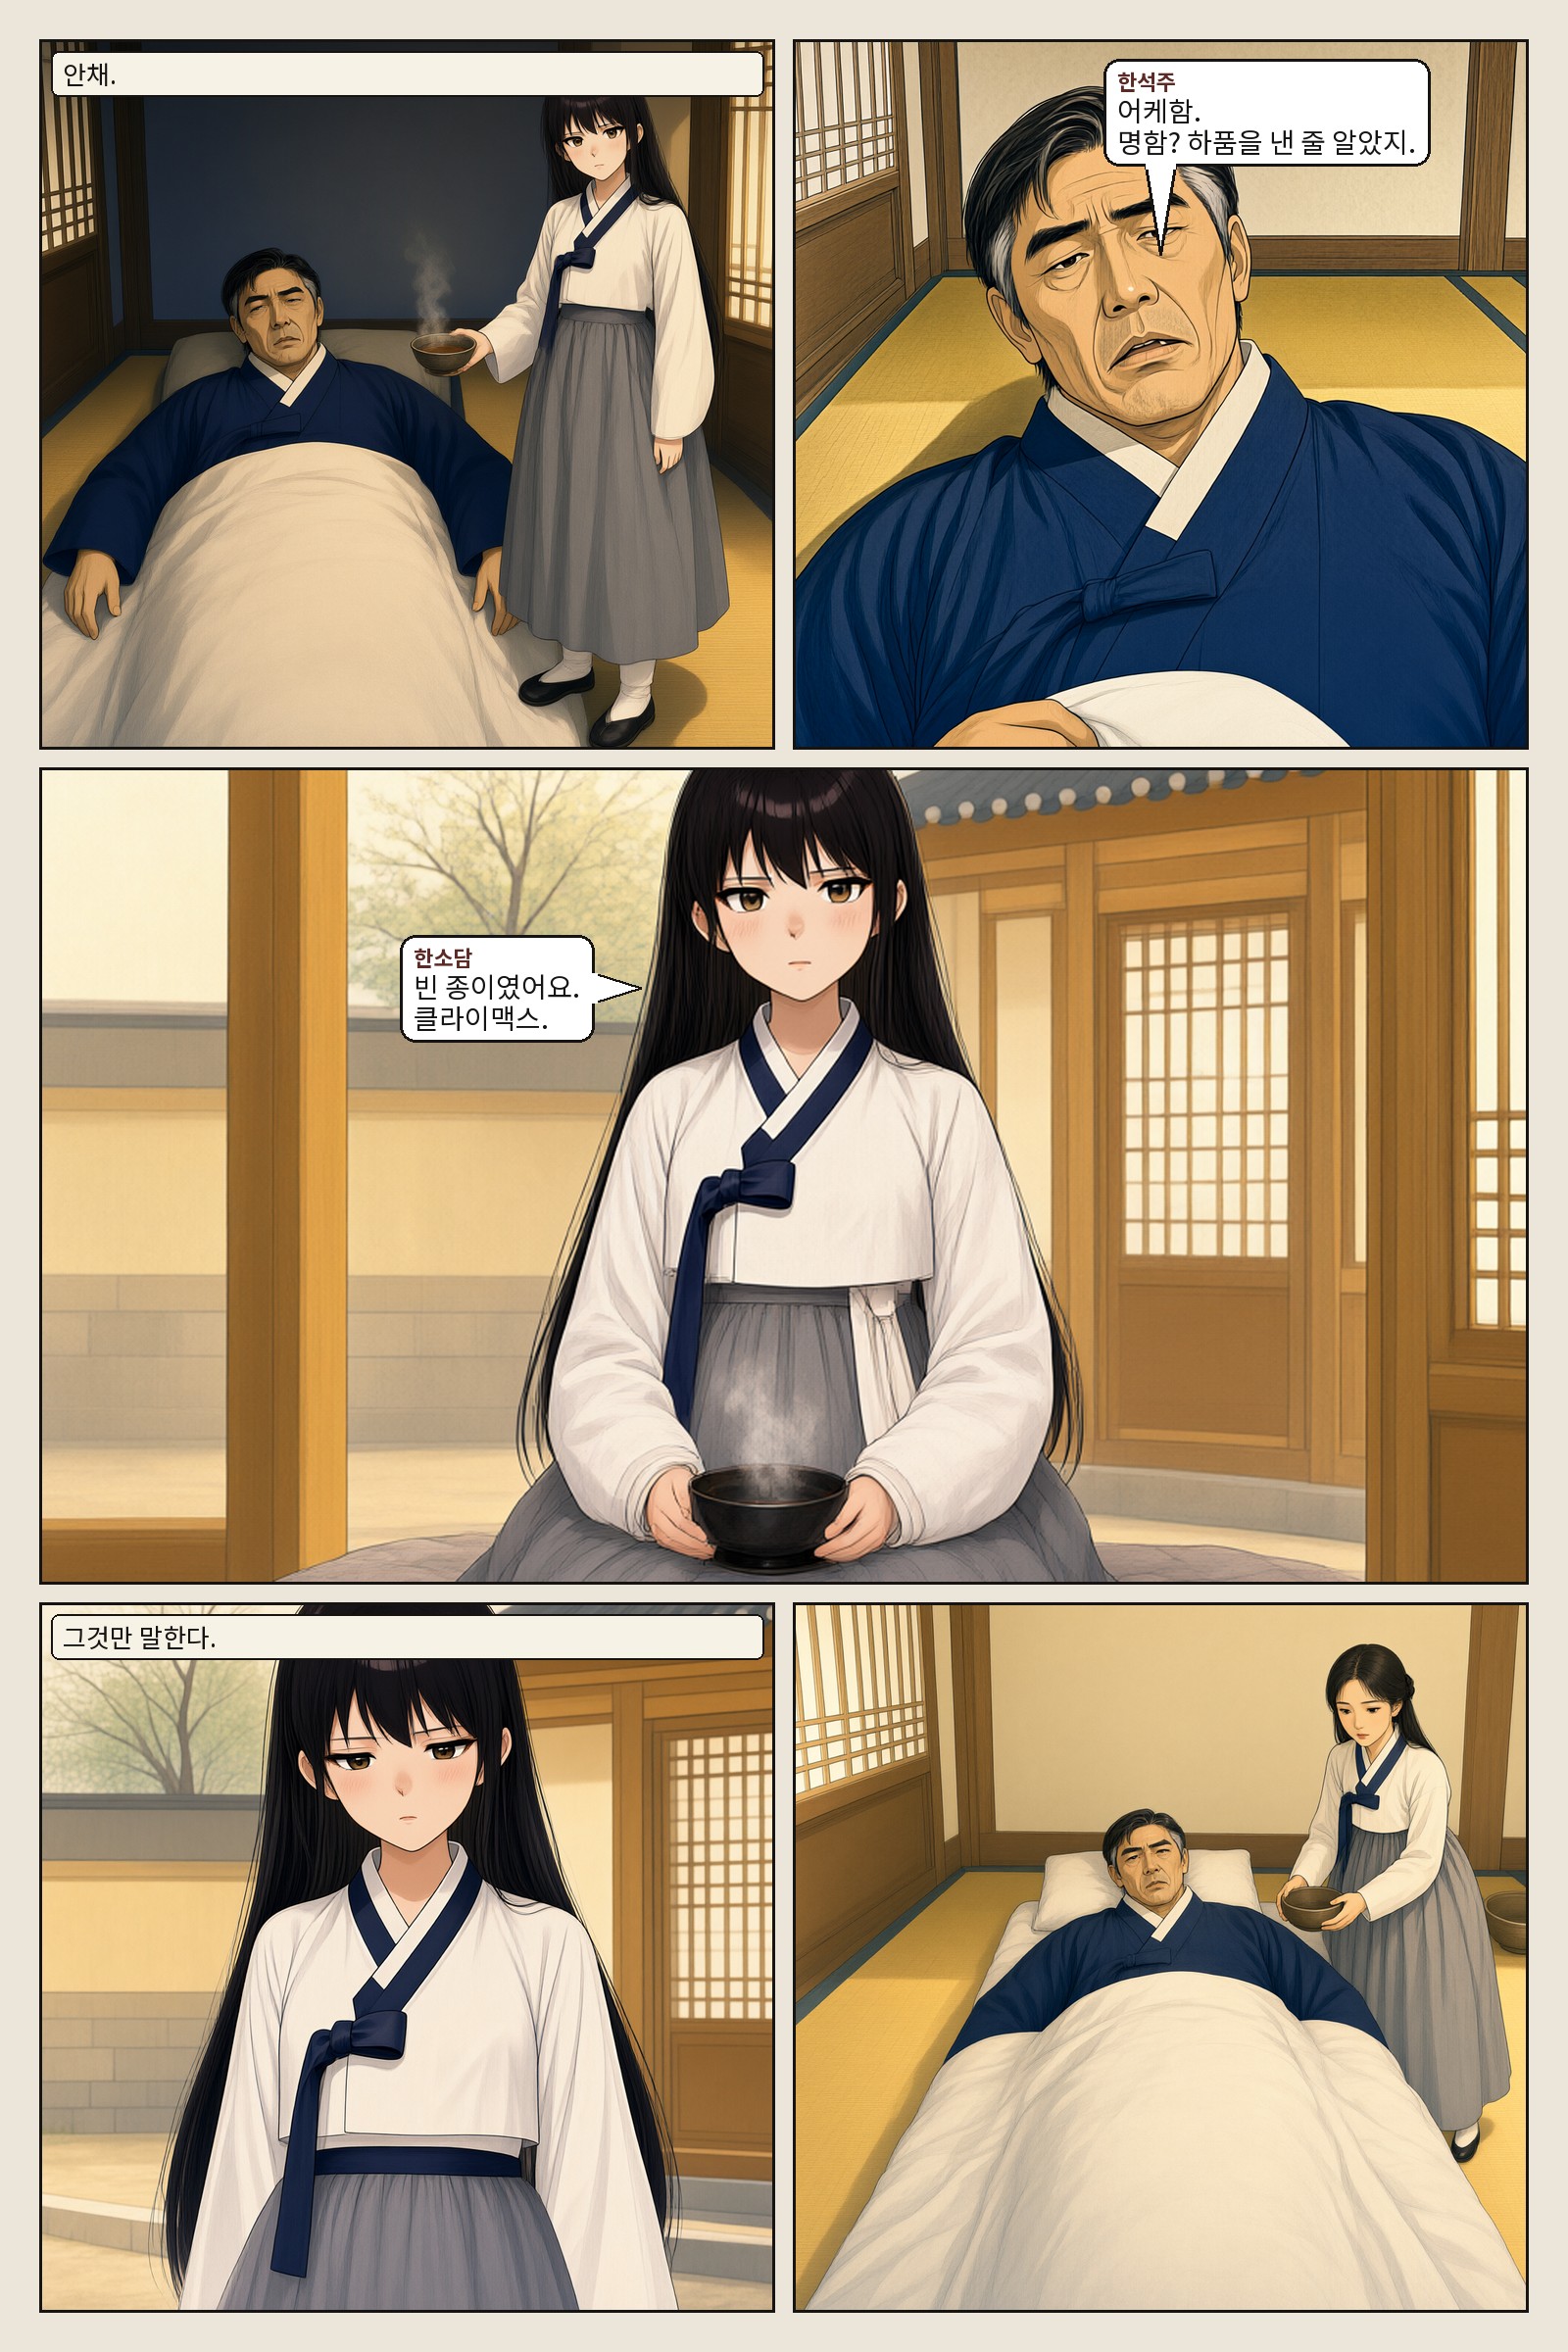 안채.
한석주
어케함.
명함? 하품을 낸 줄 알았지.
한소담
빈 종이였어요.
클라이맥스.
그것만 말한다.